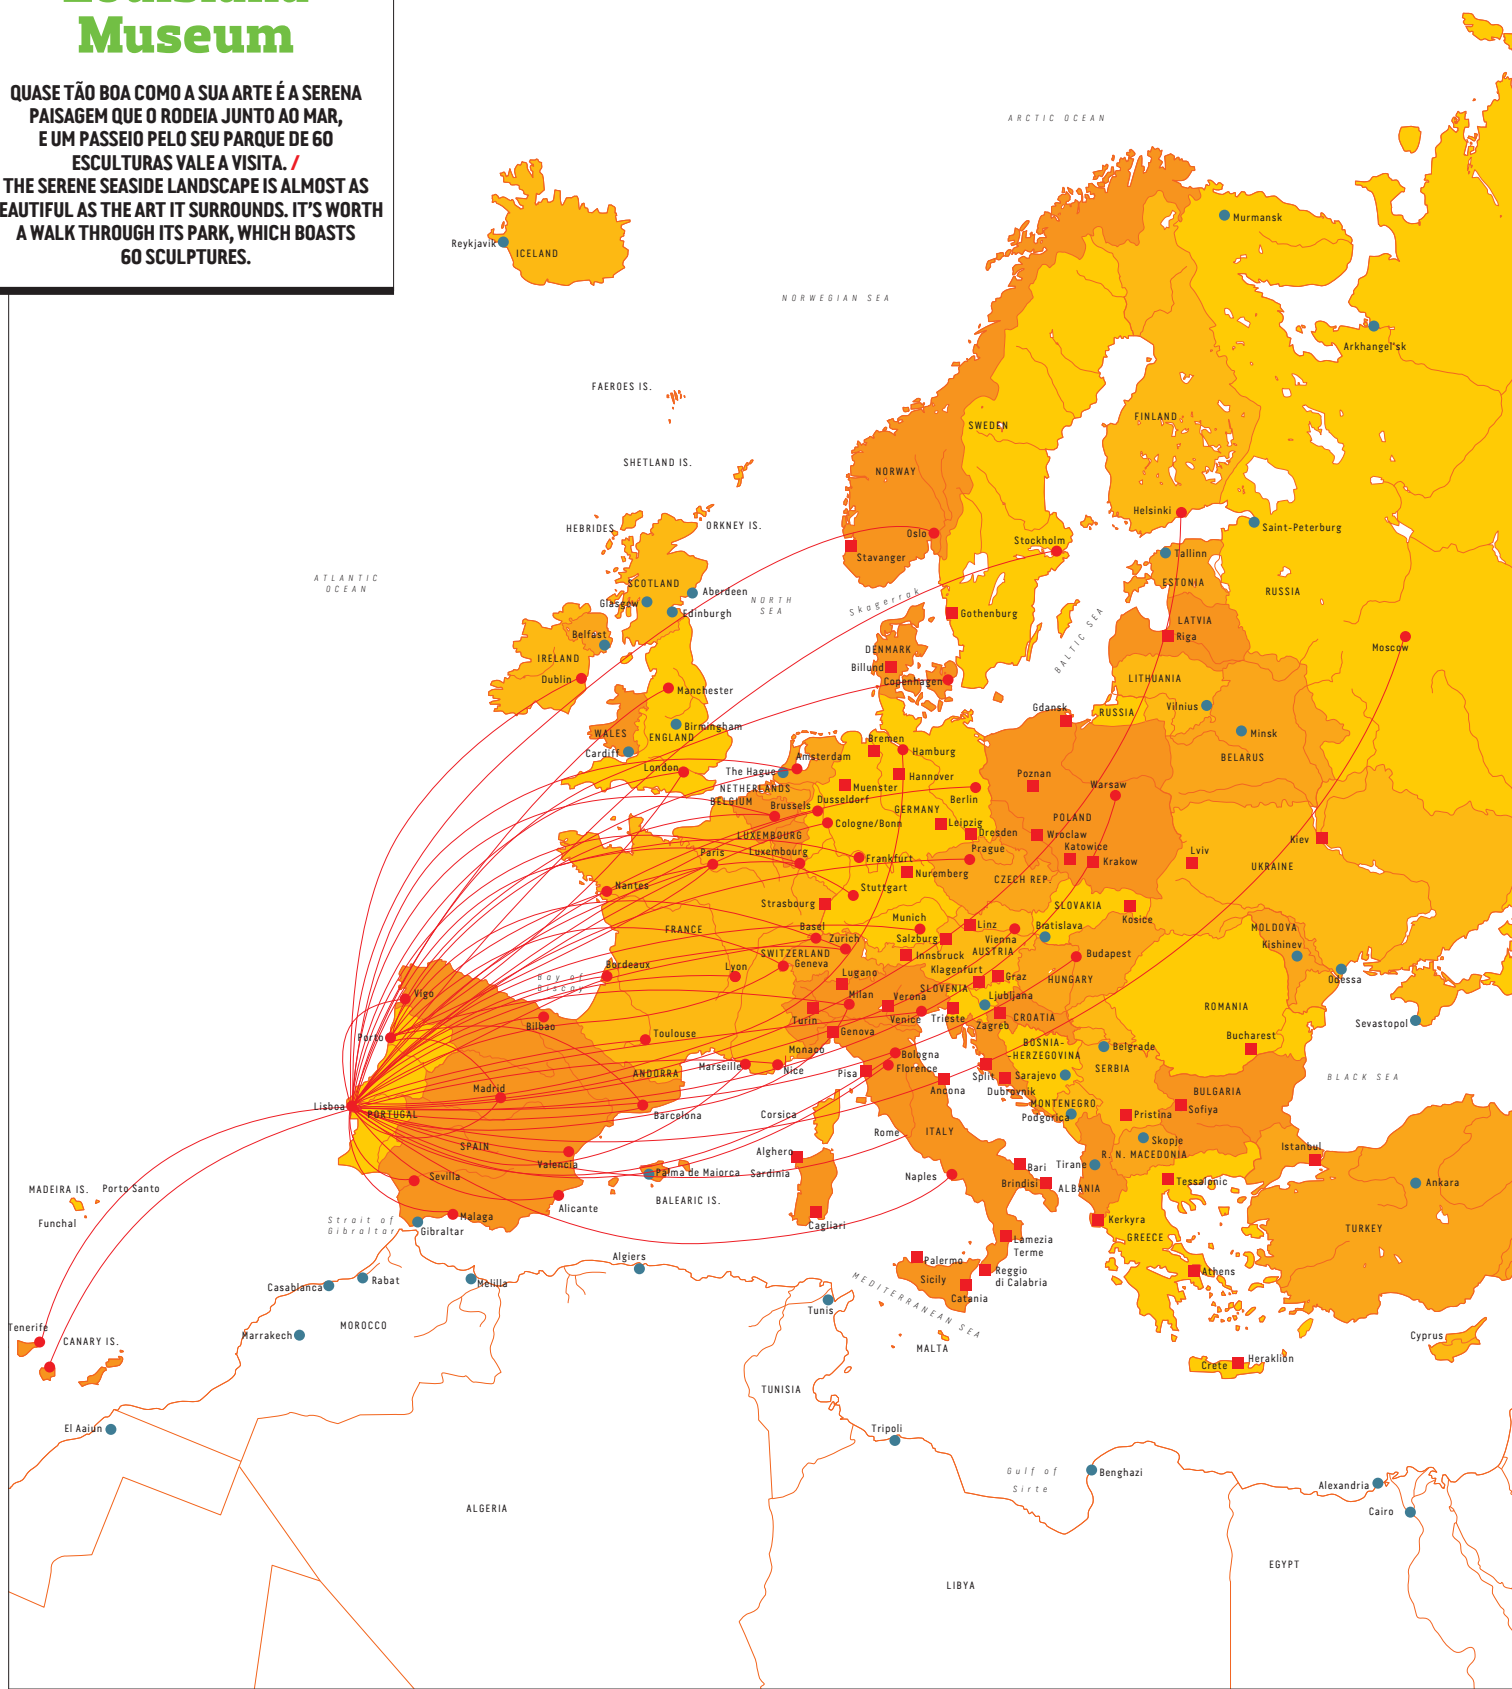 Museum
QUASE TÃO BOA COMO A SUA ARTE É A SERENA
PAISAGEM QUE O RODEIA JUNTO AO MAR,
E UM PASSEIO PELO SEU PARQUE DE 60
ESCULTURAS VALE A VISITA. /
THE SERENE SEASIDE LANDSCAPE IS ALMOST AS
EAUTIFUL AS THE ART IT SURROUNDS. IT'S WORTH
A WALK THROUGH ITS PARK, WHICH BOASTS
60 SCULPTURES.
ARCTIC OCEAN
Murmansk
Reykjavik
ICELAND
NORWEGIAN SEA
Arkhangel'sk
FAEROES IS.
FINLAND
SWEDEN
SHETLAND IS.
NORWAY
Helsinki
HEBRIDES
ORKNEY IS.
Saint-Peterburg
Oslo
Stockholm
Stavanger
Tallinn
ATLANTIC
OCEAN
SCOTLAND
ESTONIA
Aberdeen
RUSSIA
Glasgow
NORTH
SEA
Skagerrak
Edinburgh
Gothenburg
BALTIC SEA
LATVIA
Belfast
Riga
IRELAND
DENMARK
Moscow
Billund
Dublin
Copenhagen
LITHUANIA
Manchester
Vilnius
Gdansk
RUSSIA
Birmingham
WALES
ENGLAND
Minsk
Bremen
Cardiff
Hamburg
Amsterdam
BELARUS
London
The Hague
Hannover
Poznan
NETHERLANDS
Muenster
Warsaw
BELGIUM
Brussels
Dusseldorf
Berlin
GERMANY
POLAND
Cologne/Bonn
Leipzig
Dresden
Wroclaw
LUXEMBOURG
Kiev
Katowice
Paris
Luxembourg
Prague
Lviv
Frankfurt
Krakow
UKRAINE
Nuremberg
CZECH REP.
Nantes
Stuttgart
Strasbourg
SLOVAKIA
Kosice
Munich
Basel
Linz
Bratislava
FRANCE
MOLDOVA
Zurich
Salzburg
Vienna
Kishinev
SWITZERLAND
Innsbruck
AUSTRIA
Budapest
Bordeaux
Lyon
Geneva
Klagenfurt
Lugano
Graz
HUNGARY
Odessa
Bay of
Biscay
SLOVENIA
Vigo
Milan
Verona
Ljubljana
ROMANIA
Turin
Venice
Trieste
CROATIA
Sevastopol
Bilbao
Zagreb
Porto
Toulouse
Genova
Bucharest
BOSNIA-
-HERZEGOVINA
Belgrade
Monaco
Bologna
Marseille
Nice
Florence
SERBIA
ANDORRA
Pisa
Split
Sarajevo
BLACK SEA
Madrid
Ancona
Dubrovnik
BULGARIA
MONTENEGRO
Lisboa
PORTUGAL
Barcelona
Corsica
Podgorica
Pristina
Sofiya
Rome
ITALY
SPAIN
Skopje
Istanbul
Alghero
R. N. MACEDONIA
Valencia
Bari
Tirane
Sevilla
Palma de Maiorca
Sardinia
Naples
Brindisi
ALBANIA
Tessalonic
Ankara
MADEIRA IS.
Porto Santo
BALEARIC IS.
Alicante
Funchal
Strait of
Gibraltar
Malaga
Gibraltar
Cagliari
Kerkyra
TURKEY
GREECE
Lamezia
Terme
Algiers
Palermo
Reggio
di Calabria
Athens
Casablanca
Rabat
Melilla
Sicily
MEDITERRANEAN SEA
Catania
Tunis
Tenerife
CANARY IS.
MOROCCO
Marrakech
MALTA
Cyprus
Crete
Heraklion
TUNISIA
El Aaiun
Tripoli
Gulf of
Sirte
Benghazi
Alexandria
Cairo
ALGERIA
EGYPT
LIBYA